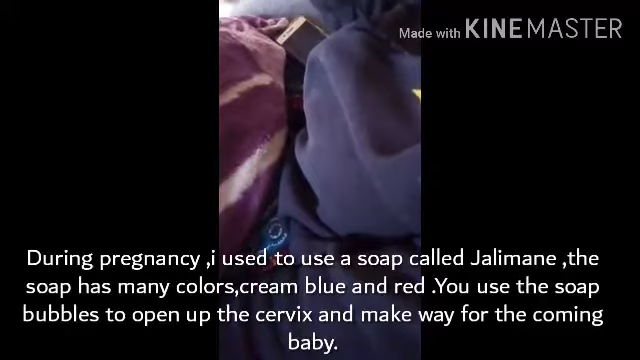 Made with KINEMASTER
During pregnancy ,i used to use a soap called Jalimane ,the
soap has many colors,cream blue and red .You use the soap
bubbles to open up the cervix and make way for the coming
baby.